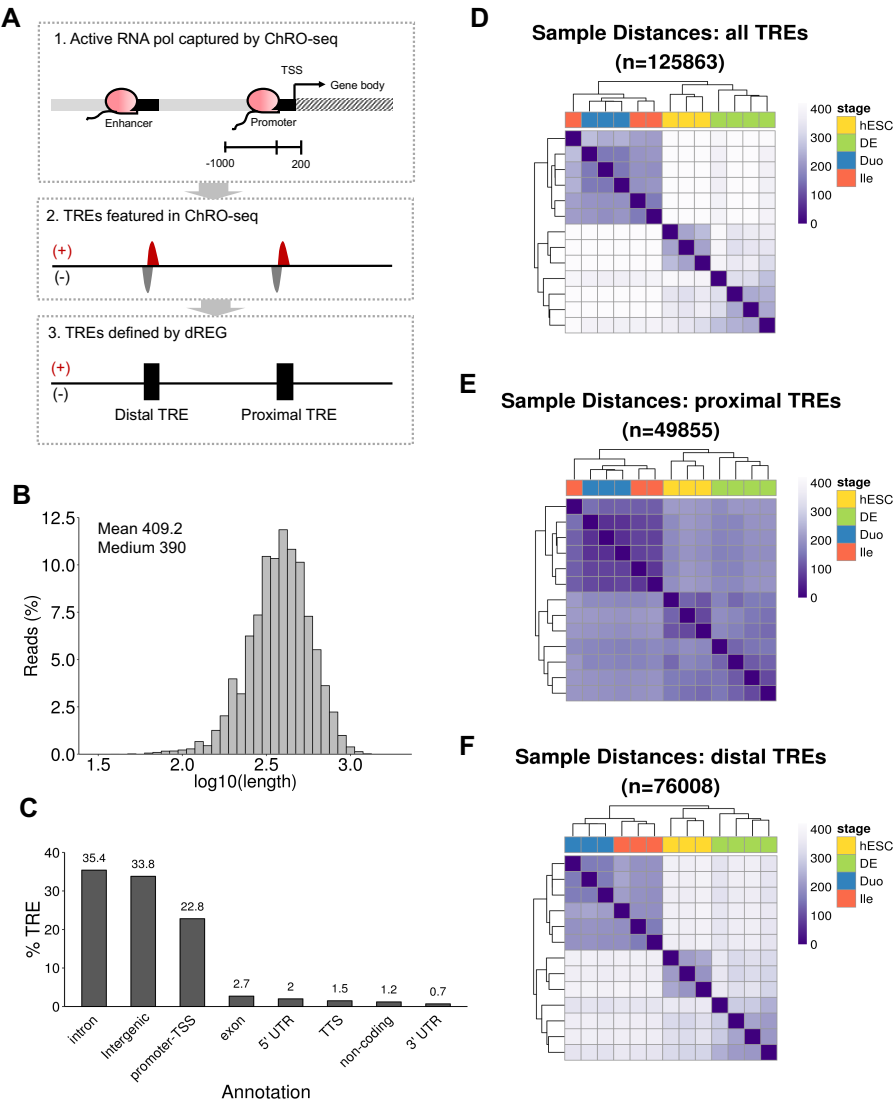 A
1. Active RNA pol captured by ChRO-seq
TSS
Gene body
Enhancer
Promoter
-1000
200
2. TREs featured in ChRO-seq
(+)
(-)
3. TREs defined by dREG
(+)
(-)
Distal TRE
Proximal TRE
B
Mean 409.2
Medium 390
Reads (%)
12.5
10.0
7.5
5.0
2.5
0.0
1.5
2.0
2.5
3.0
log10(length)
C
% TRE
40
30
20
10
0
35.4
33.8
22.8
2.7
2
1.5
1.2
0.7
intron
Intergenic
promoter-TSS
exon
5' UTR
TTS
non-coding
3' UTR
Annotation
D
Sample Distances: all TREs
(n=125863)
400
300
200
100
0
stage
hESC
DE
Duo
Ile
E
Sample Distances: proximal TREs
(n=49855)
400
300
200
100
0
stage
hESC
DE
Duo
Ile
F
Sample Distances: distal TREs
(n=76008)
400
300
200
100
0
stage
hESC
DE
Duo
Ile